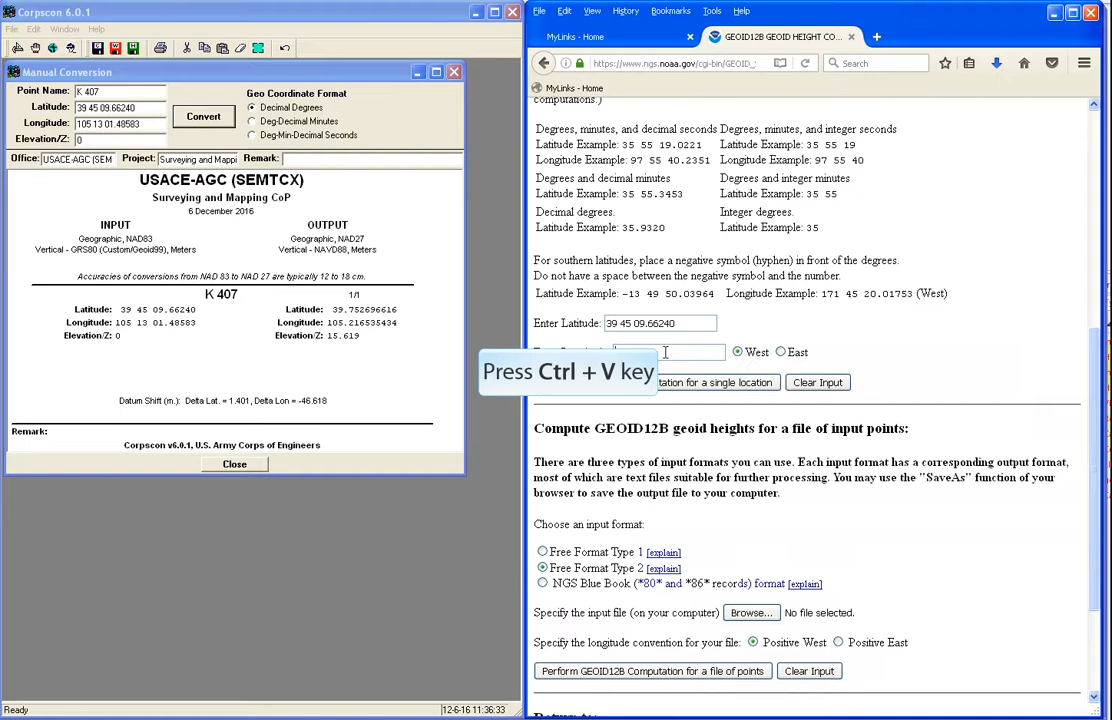 Corpscon
File Edit Window Help
Manual Conversion
Point Name: K 407
Latitude: 39 45 09.66240
Longitude: 105 13 01.48583
Elevation/Z: 0
Convert
Geo Coordinate Format
Decimal Degrees
Deg-Decimal Minutes
Deg-Min-Decimal Seconds
Office: USACE-AGC (SEM Project: Surveying and Mappi Remark:
USACE-AGC (SEMTCX)
Surveying and Mapping CoP
6 December 2016
INPUT OUTPUT
Geographic, NAD83 Geographic, NAD27
Vertical - GRS80 (Custom/Geoid99), Meters Vertical - NAVD88, Meters
Accuracies of conversions from NAD 83 to NAD 27 are typically 12 to 18 cm.
K 407 1/1
Latitude: 39 45 09.66240 Latitude: 39.752696616
Longitude: 105 13 01.48583 Longitude: 105.216535434
Elevation/Z: 0 Elevation/Z: 15.619
Datum Shift (m.): Delta Lat. = 1.401, Delta Lon = -46.618
Remark:
Corpscon v6.0.1, U.S. Army Corps of Engineers
Close
Ready 12-6-16 11:36:33
File Edit View History Bookmarks Tools Help
MyLinks - Home GEOID12B GEOID HEIGHT CO...
https://www.ngs.noaa.gov/cgi-bin/GEOID_ Search
MyLinks - Home
computations.)
Degrees, minutes, and decimal seconds Degrees, minutes, and integer seconds
Latitude Example: 35 55 19.0221 Latitude Example: 35 55 19
Longitude Example: 97 55 40.2351 Longitude Example: 97 55 40
Degrees and decimal minutes Degrees and integer minutes
Latitude Example: 35 55.3453 Latitude Example: 35 55
Decimal degrees. Integer degrees.
Latitude Example: 35.9320 Latitude Example: 35
For southern latitudes, place a negative symbol (hyphen) in front of the degrees.
Do not have a space between the negative symbol and the number.
Latitude Example: -13 49 50.03964 Longitude Example: 171 45 20.01753 (West)
Enter Latitude: 39 45 09.66240
West East
Press Ctrl + V key
tation for a single location Clear Input
Compute GEOID12B geoid heights for a file of input points:
There are three types of input formats you can use. Each input format has a corresponding output format,
most of which are text files suitable for further processing. You may use the "SaveAs" function of your
browser to save the output file to your computer.
Choose an input format:
Free Format Type 1 [explain]
Free Format Type 2 [explain]
NGS Blue Book (*80* and *86* records) format [explain]
Specify the input file (on your computer) Browse... No file selected.
Specify the longitude convention for your file: Positive West Positive East
Perform GEOID12B Computation for a file of points Clear Input